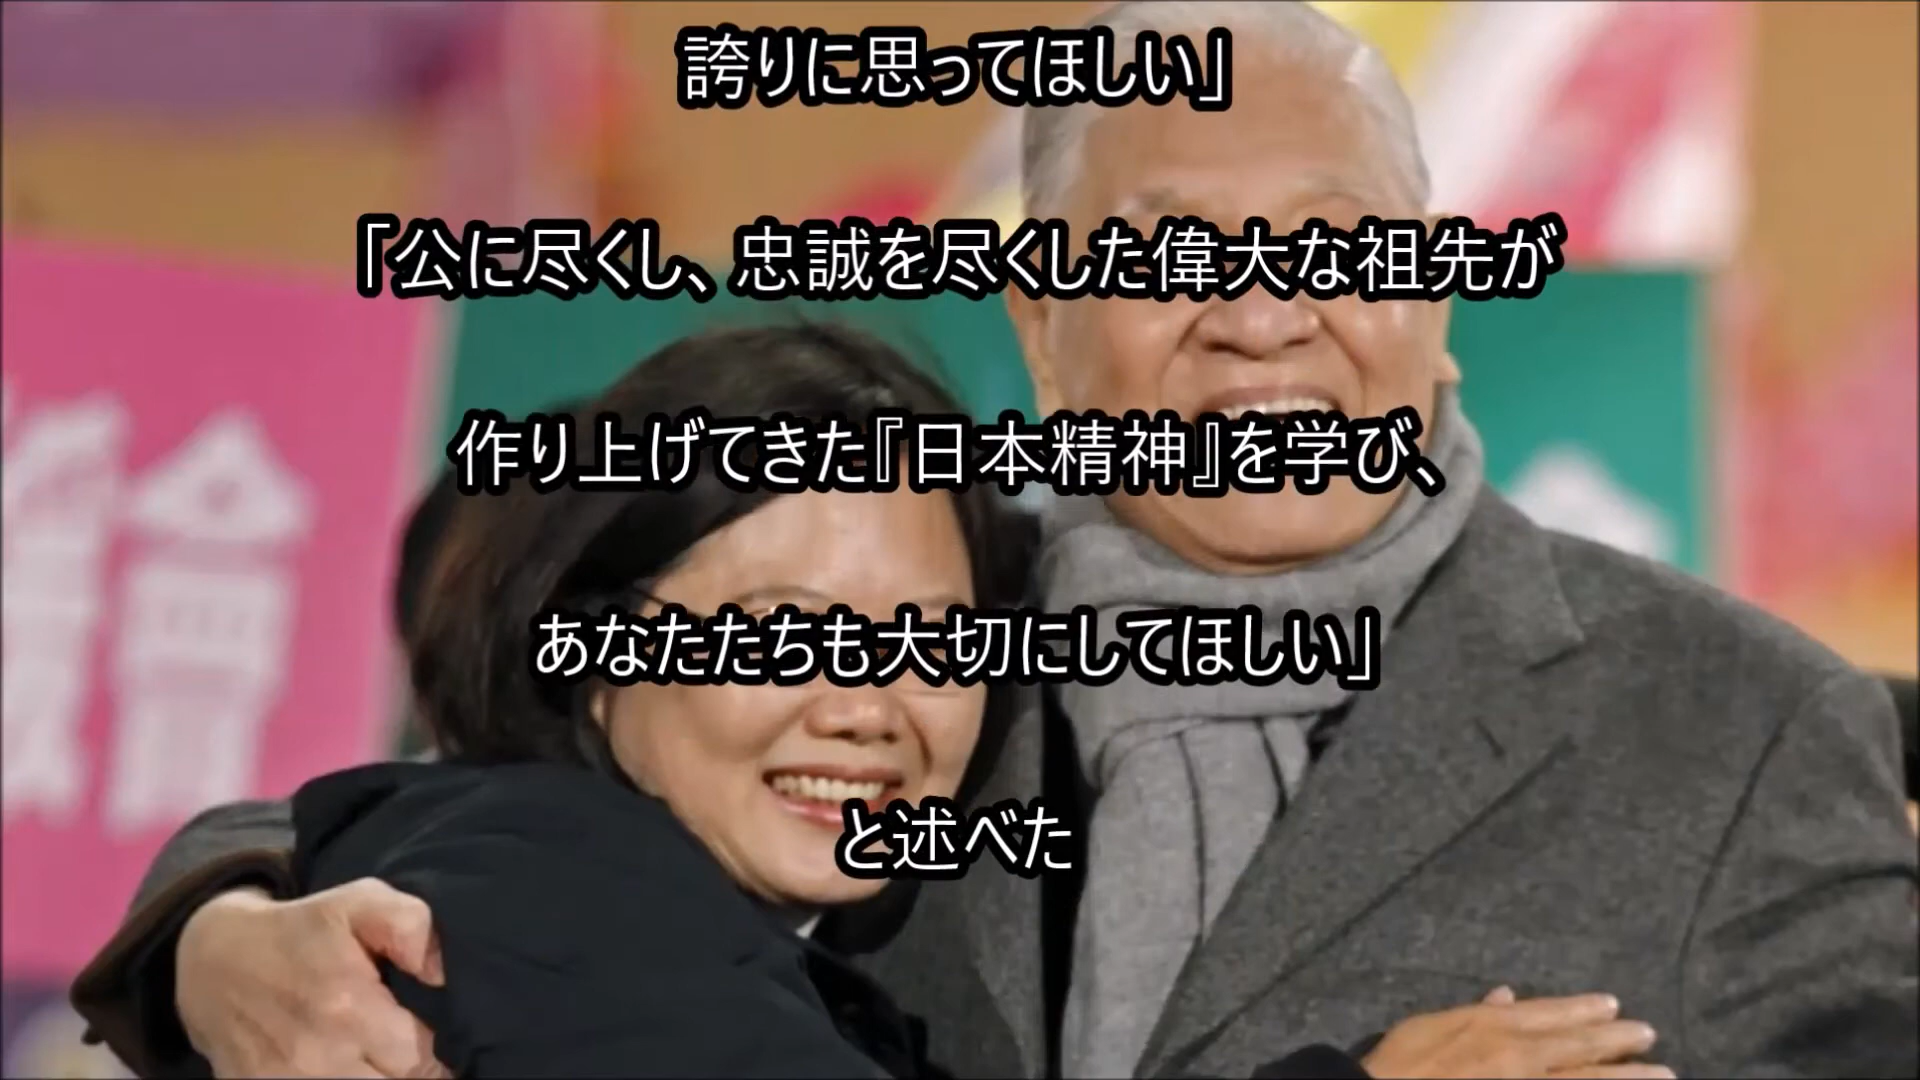 誇りに思ってほしい」
「公に尽くし、忠誠を尽くした偉大な祖先が
作り上げてきた『日本精神』を学び、
あなたたちも大切にしてほしい」
と述べた